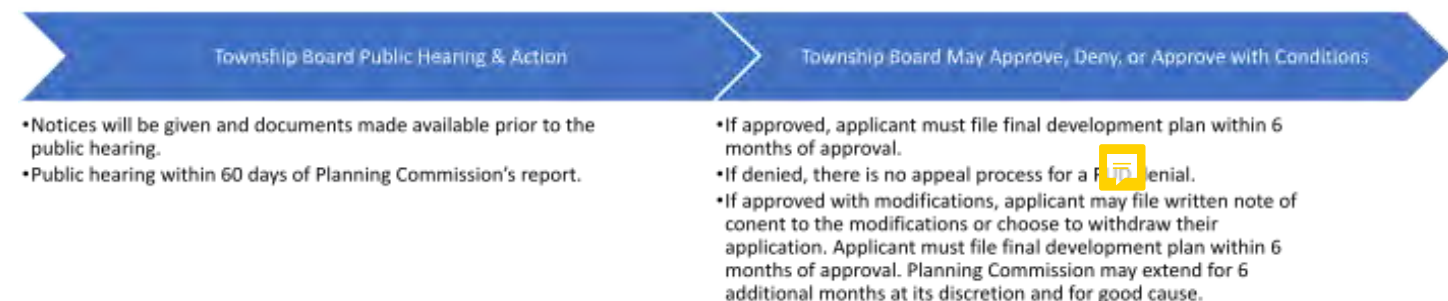 Township Board Public Hearing & Action
Township Board May Approve, Deny, or Approve with Conditions
•Notices will be given and documents made available prior to the
public hearing.
•Public hearing within 60 days of Planning Commission's report.
•If approved, applicant must file final development plan within 6
months of approval.
•If denied, there is no appeal process for a denial.
•If approved with modifications, applicant may file written note of
conent to the modifications or choose to withdraw their
application. Applicant must file final development plan within 6
months of approval. Planning Commission may extend for 6
additional months at its discretion and for good cause.